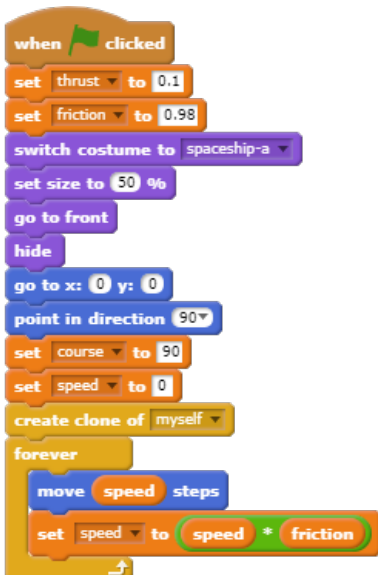 when clicked
set thrust to 0.1
set friction to 0.98
switch costume to spaceship-a
set size to 50 %
go to front
hide
go to x: 0 y: 0
point in direction 90
set course to 90
set speed to 0
create clone of myself
forever
move speed steps
set speed to speed * friction